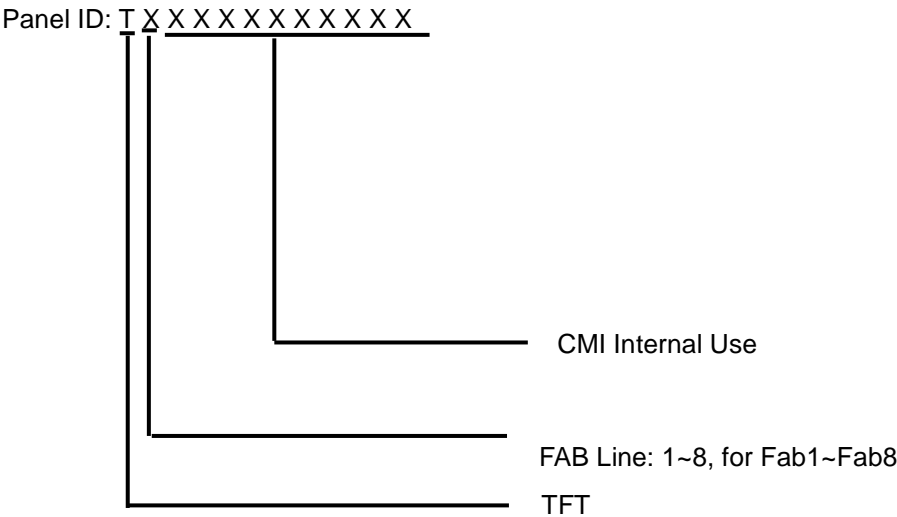 Panel ID: T X X X X X X X X X X X
CMI Internal Use
FAB Line: 1~8, for Fab1~Fab8
TFT